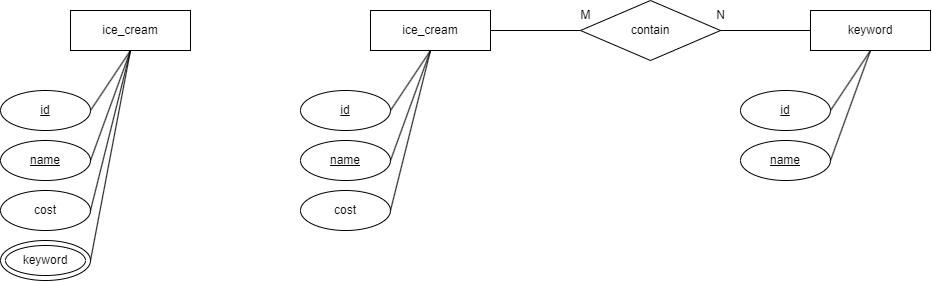 ice_cream
id
name
cost
keyword
ice_cream
id
name
cost
M
contain
N
keyword
id
name